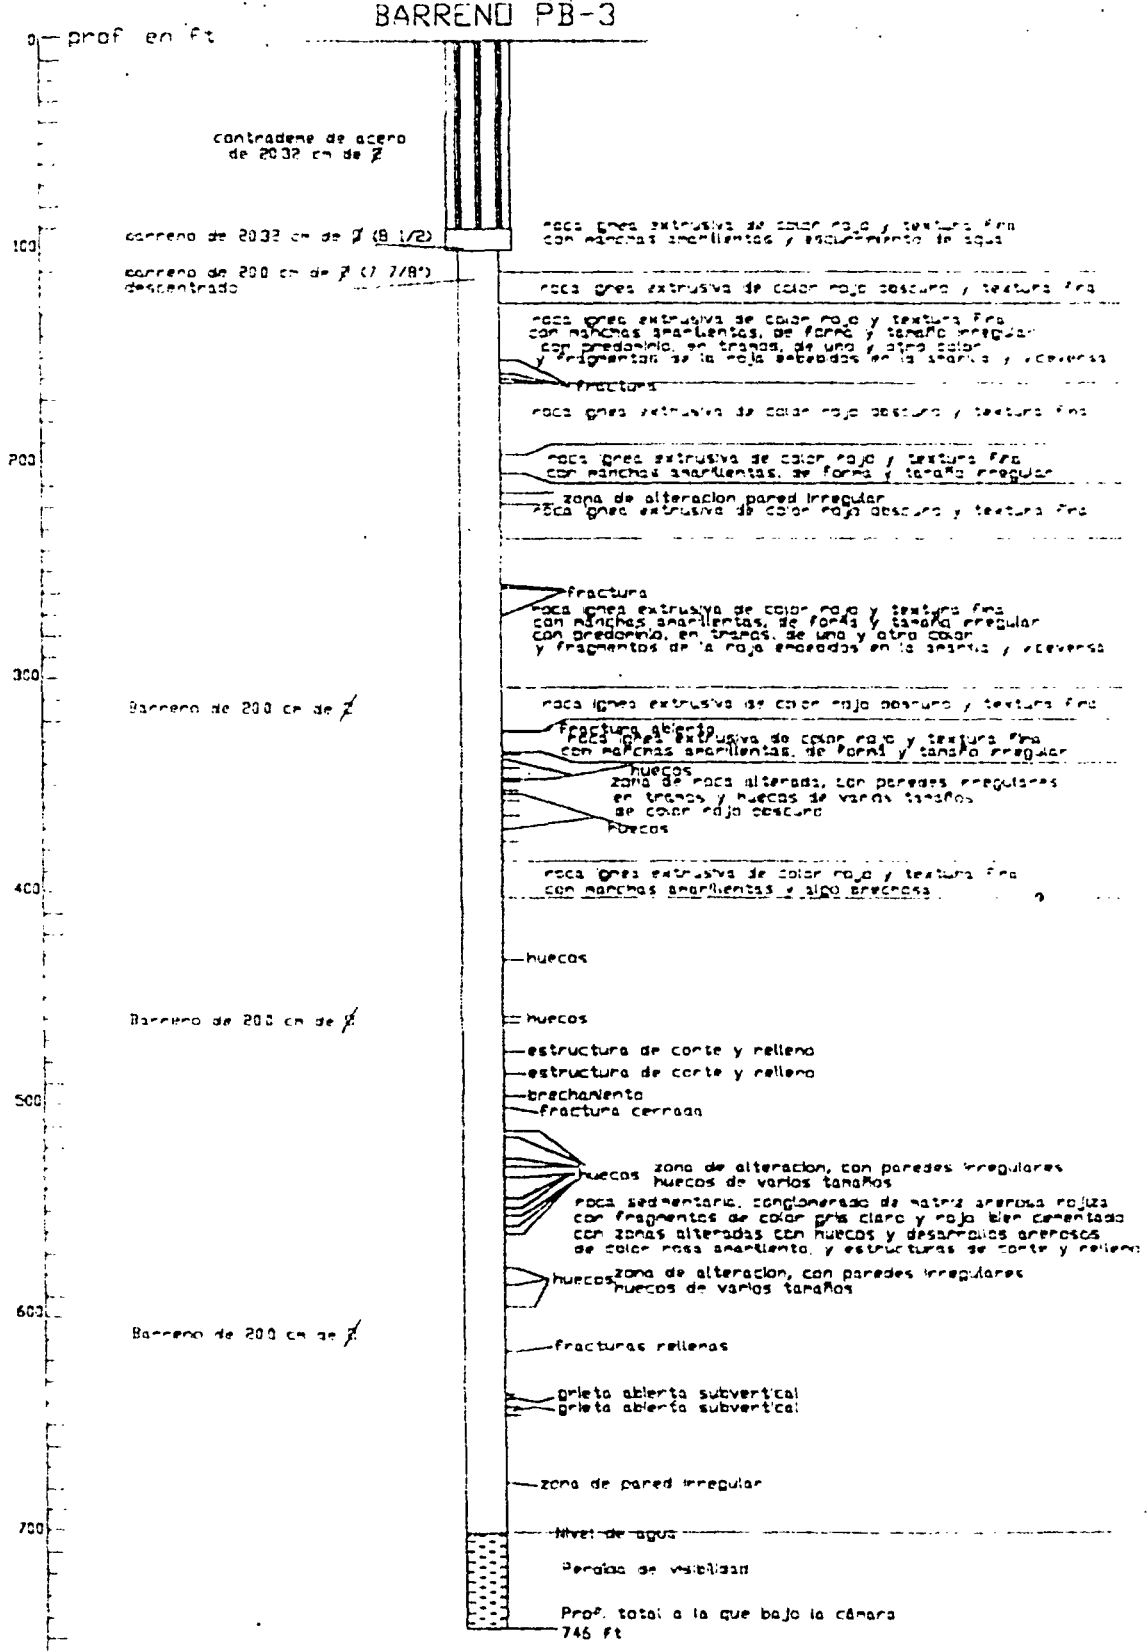 BARRENO PB-3
0 prof en ft
contrademe de acero
de 20.32 cm de Ø
barreno de 20.32 cm de Ø (8 1/2)
100
roca ignea extrusiva de color rojo y textura fina
con manchas amarillentas y escurrimiento de agua
barreno de 20.0 cm de Ø (7 7/8")
descentrado
roca ignea extrusiva de color rojo obscuro y textura fina
roca ignea extrusiva de color rojo y textura fina
con manchas amarillentas, de forma y tamaño irregular
con predominio, en tramos, de uno y otro color
y fragmentos de la roja embebidos en la amarilla y viceversa
fractura
roca ignea extrusiva de color rojo obscuro y textura fina
200
roca ignea extrusiva de color rojo y textura fina
con manchas amarillentas, de forma y tamaño irregular
zona de alteracion pared irregular
roca ignea extrusiva de color rojo obscuro y textura fina
fractura
roca ignea extrusiva de color rojo y textura fina
con manchas amarillentas, de forma y tamaño irregular
con predominio, en tramos, de uno y otro color
y fragmentos de la roja embebidos en la amarilla y viceversa
300
Barreno de 20.0 cm de Ø
roca ignea extrusiva de color rojo obscuro y textura fina
fractura abierta
roca ignea extrusiva de color rojo y textura fina
con manchas amarillentas, de forma y tamaño irregular
huecos
zona de roca alterada, con paredes irregulares
en tramos y huecos de varios tamaños
de color rojo obscuro
huecos
400
roca ignea extrusiva de color rojo y textura fina
con manchas amarillentas y algo brechosa
?
huecos
Barreno de 20.0 cm de Ø
huecos
estructura de corte y relleno
estructura de corte y relleno
500
brechamiento
fractura cerrada
huecos
zona de alteracion, con paredes irregulares
huecos de varios tamaños
roca sedimentaria, conglomerado de matriz arenosa rojiza
con fragmentos de color gris claro y rojo bien cementado
con zonas alteradas con huecos y desarrollos arenosos
de color rosa amarillento, y estructuras de corte y relleno
huecos
zona de alteracion, con paredes irregulares
huecos de varios tamaños
600
Barreno de 20.0 cm de Ø
fracturas rellenas
grieta abierta subvertical
grieta abierta subvertical
zona de pared irregular
700
Nivel de agua
Perdida de visibilidad
Prof. total a la que bajo la cámara
746 ft